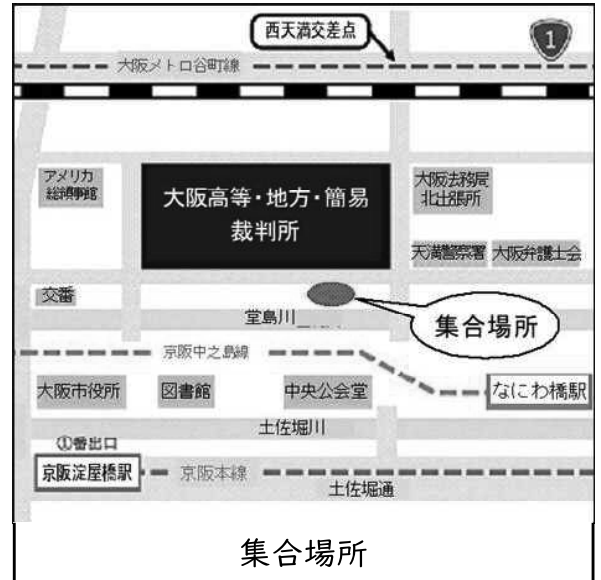 西天満交差点
1
大阪メトロ谷町線
アメリカ
総領事館
大阪高等・地方・簡易
裁判所
大阪法務局
北出張所
天満警察署
大阪弁護士会
交番
堂島川
集合場所
京阪中之島線
大阪市役所
図書館
中央公会堂
なにわ橋駅
土佐堀川
①番出口
京阪淀屋橋駅
京阪本線
土佐堀通
集合場所